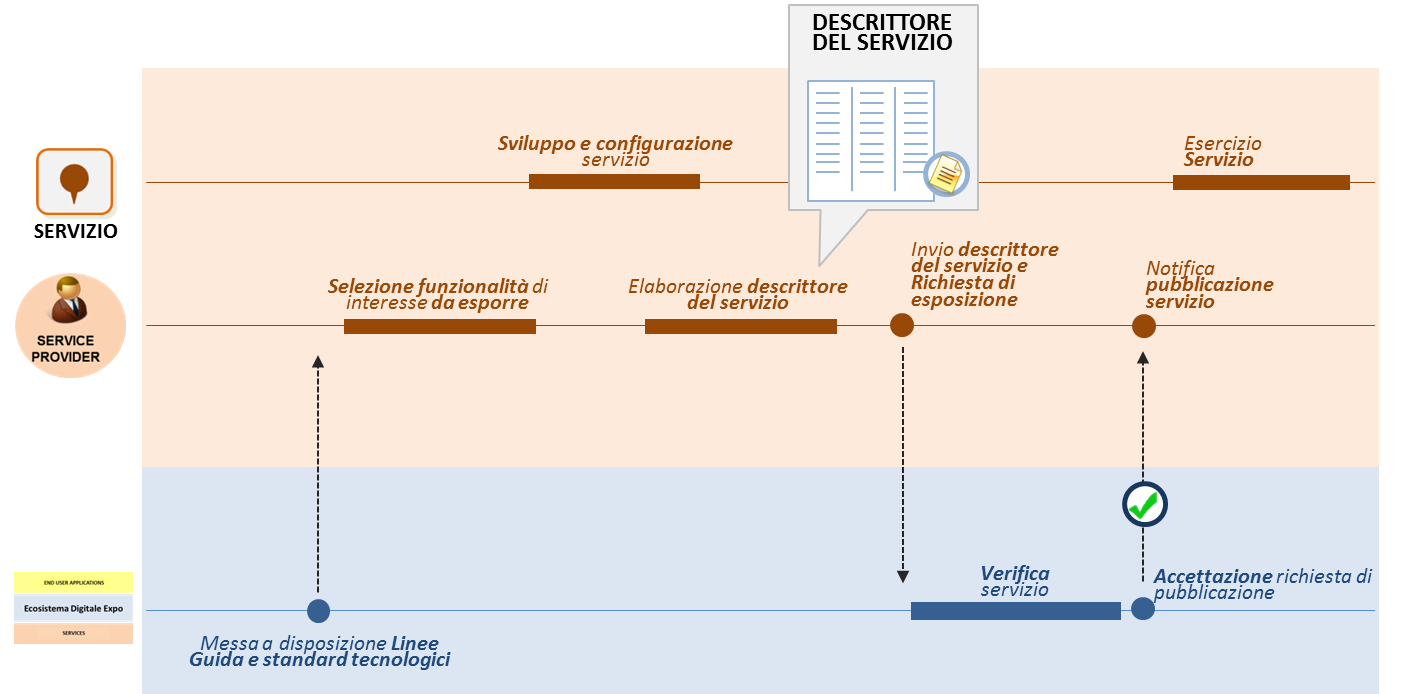 DESCRITTORE
DEL SERVIZIO
Sviluppo e configurazione
servizio
Esercizio
Servizio
SERVIZIO
Selezione funzionalità di
interesse da esporre
Elaborazione descrittore
del servizio
Invio descrittore
del servizio e
Richiesta di
esposizione
Notifica
pubblicazione
servizio
SERVICE
PROVIDER
Verifica
servizio
Accettazione richiesta di
pubblicazione
END USER APPLICATIONS
Ecosistema Digitale Expo
SERVICES
Messa a disposizione Linee
Guida e standard tecnologici